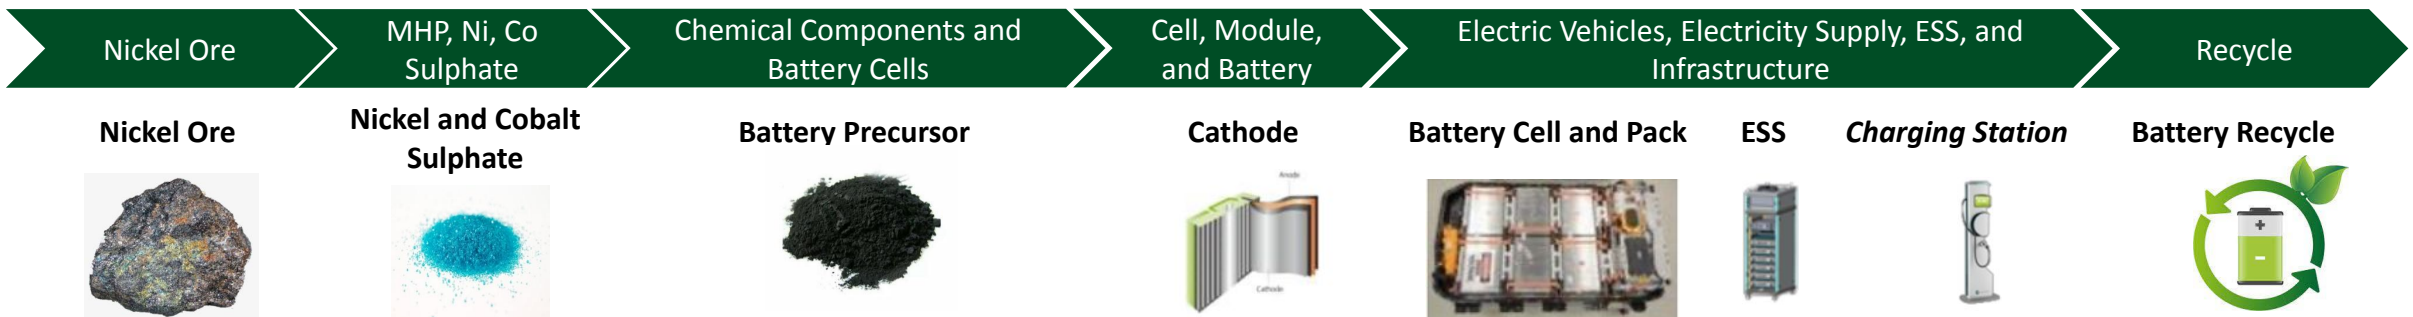 Nickel Ore
MHP, Ni, Co
Sulphate
Chemical Components and
Battery Cells
Cell, Module,
and Battery
Electric Vehicles, Electricity Supply, ESS, and
Infrastructure
Recycle
Nickel Ore
Nickel and Cobalt
Sulphate
Battery Precursor
Cathode
Battery Cell and Pack
ESS
Charging Station
Battery Recycle
Anode
Cathode
+
-